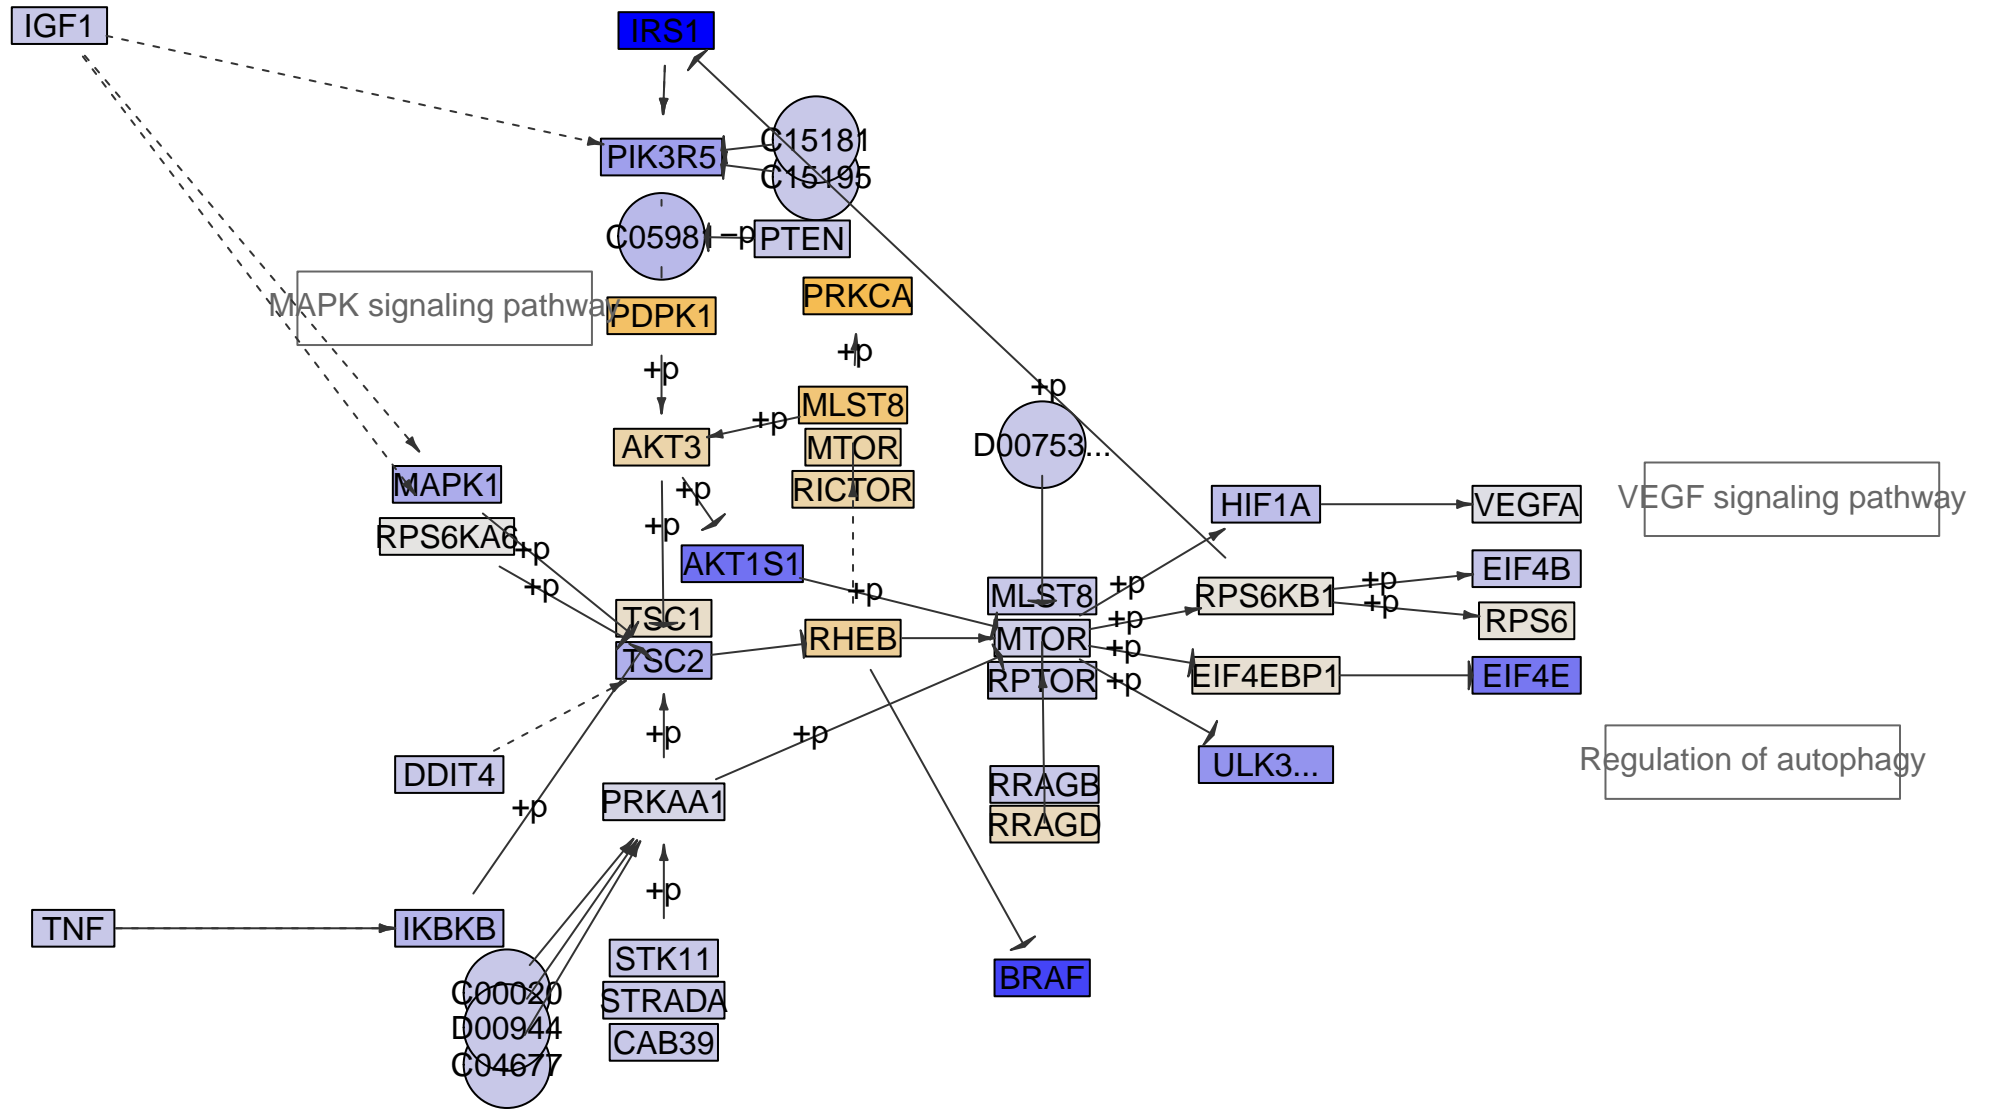 IGF1
IRS1
C15181
PIK3R5
C15195
C05981
-p
PTEN
PRKCA
MAPK signaling pathway
PDPK1
+p
+p
+p
MLST8
+p
AKT3
MTOR
D00753...
MAPK1
+p
RICTOR
HIF1A
VEGFA
VEGF signaling pathway
RPS6KA6
+p
+p
AKT1S1
EIF4B
+p
+p
+p
+p
MLST8
RPS6KB1
+p
TSC1
+p
RPS6
RHEB
MTOR
+p
TSC2
RPTOR
+p
EIF4EBP1
EIF4E
+p
+p
DDIT4
ULK3...
Regulation of autophagy
PRKAA1
RRAGB
+p
RRAGD
+p
TNF
IKBKB
STK11
BRAF
C00020
STRADA
D00944
CAB39
C04677